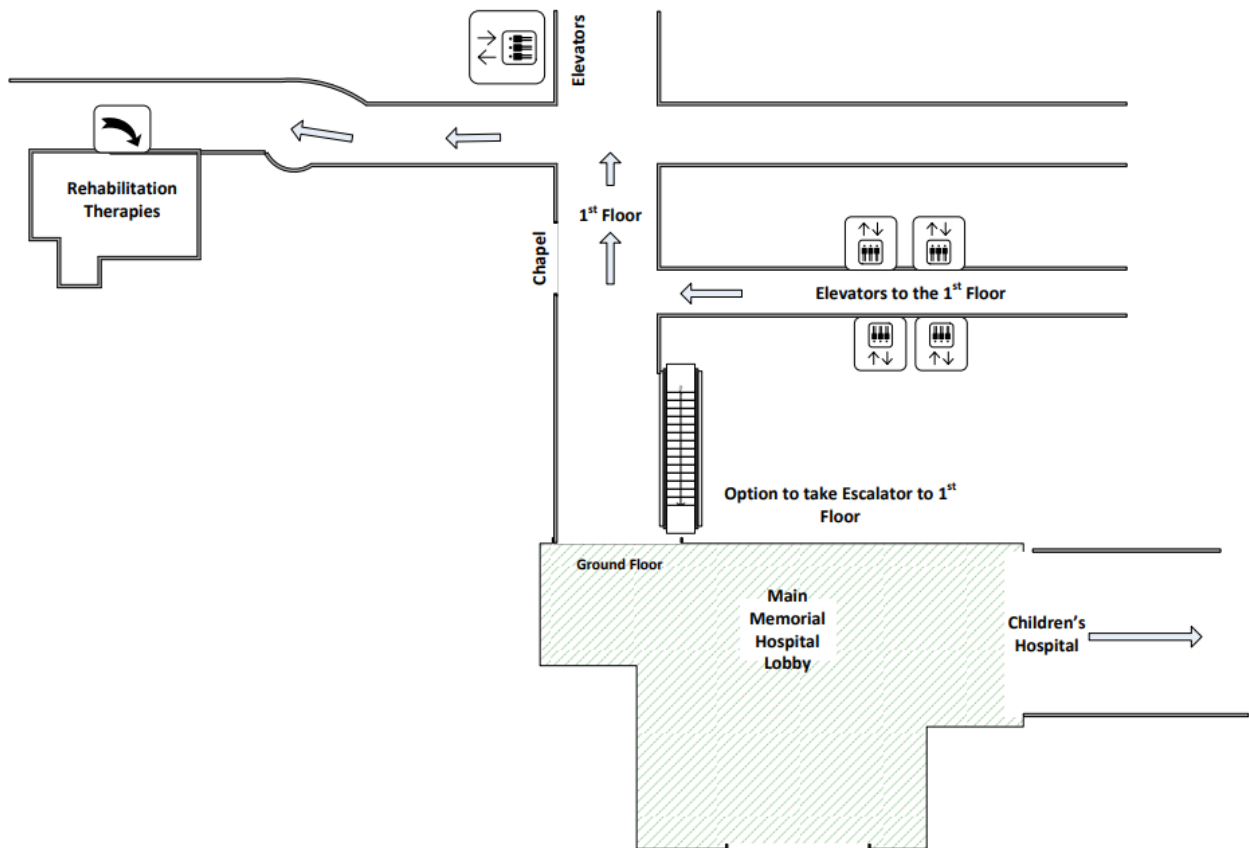 Elevators
Rehabilitation
Therapies
1st Floor
Chapel
Elevators to the 1st Floor
Option to take Escalator to 1st
Floor
Ground Floor
Main
Memorial
Hospital
Lobby
Children’s
Hospital